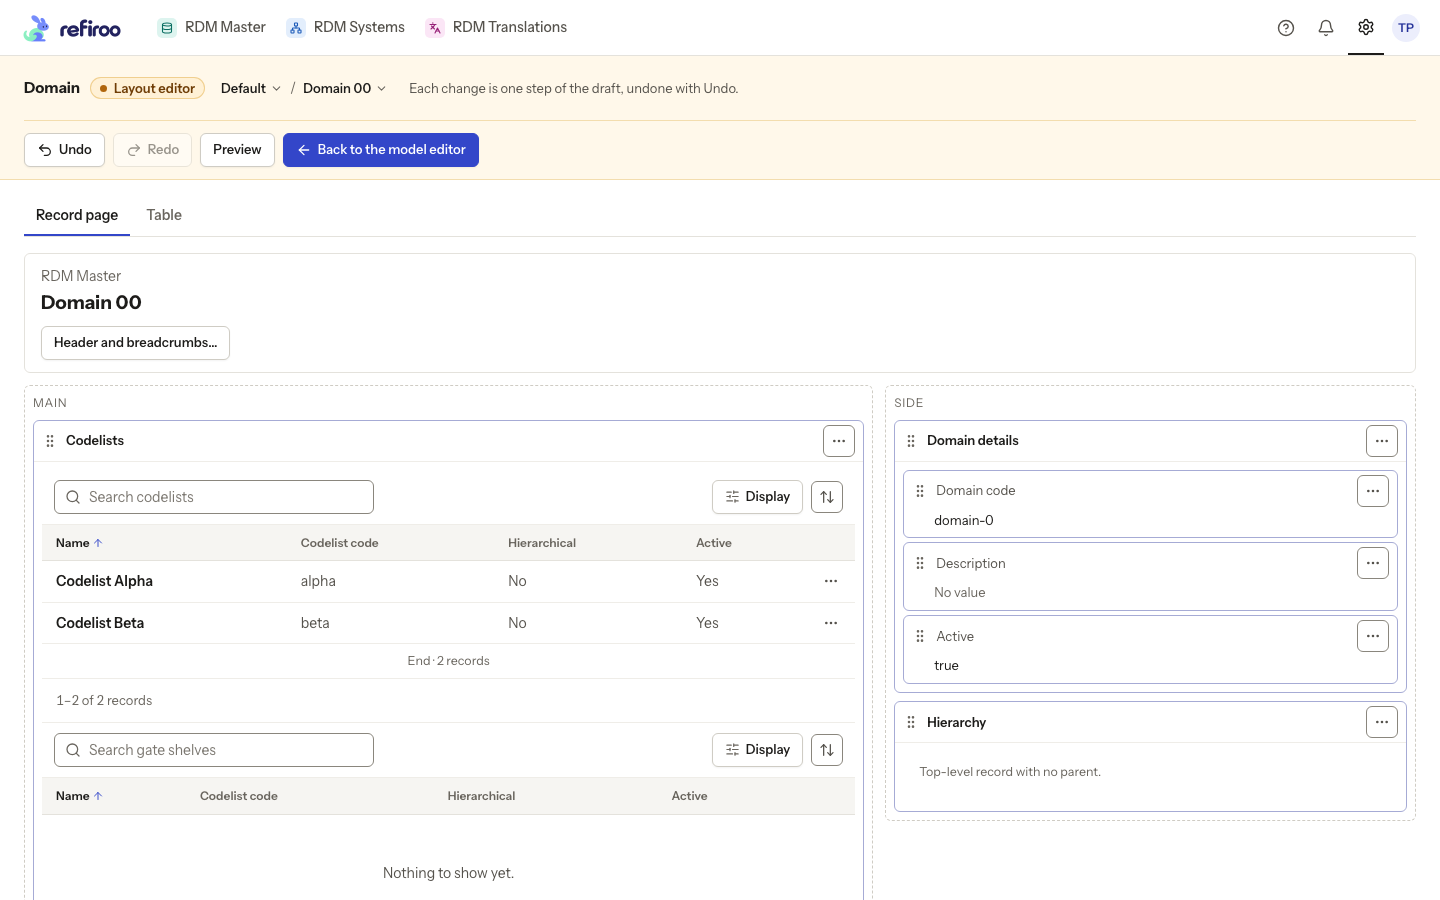 refiroo RDM Master RDM Systems RDM Translations TP
Domain Layout editor Default / Domain 00 Each change is one step of the draft, undone with Undo.
Undo Redo Preview Back to the model editor
Record page Table
RDM Master
Domain 00
Header and breadcrumbs...
MAIN
Codelists
Search codelists Display
Name Codelist code Hierarchical Active
Codelist Alpha alpha No Yes
Codelist Beta beta No Yes
End · 2 records
1–2 of 2 records
Search gate shelves Display
Name Codelist code Hierarchical Active
Nothing to show yet.
SIDE
Domain details
Domain code
domain-0
Description
No value
Active
true
Hierarchy
Top-level record with no parent.